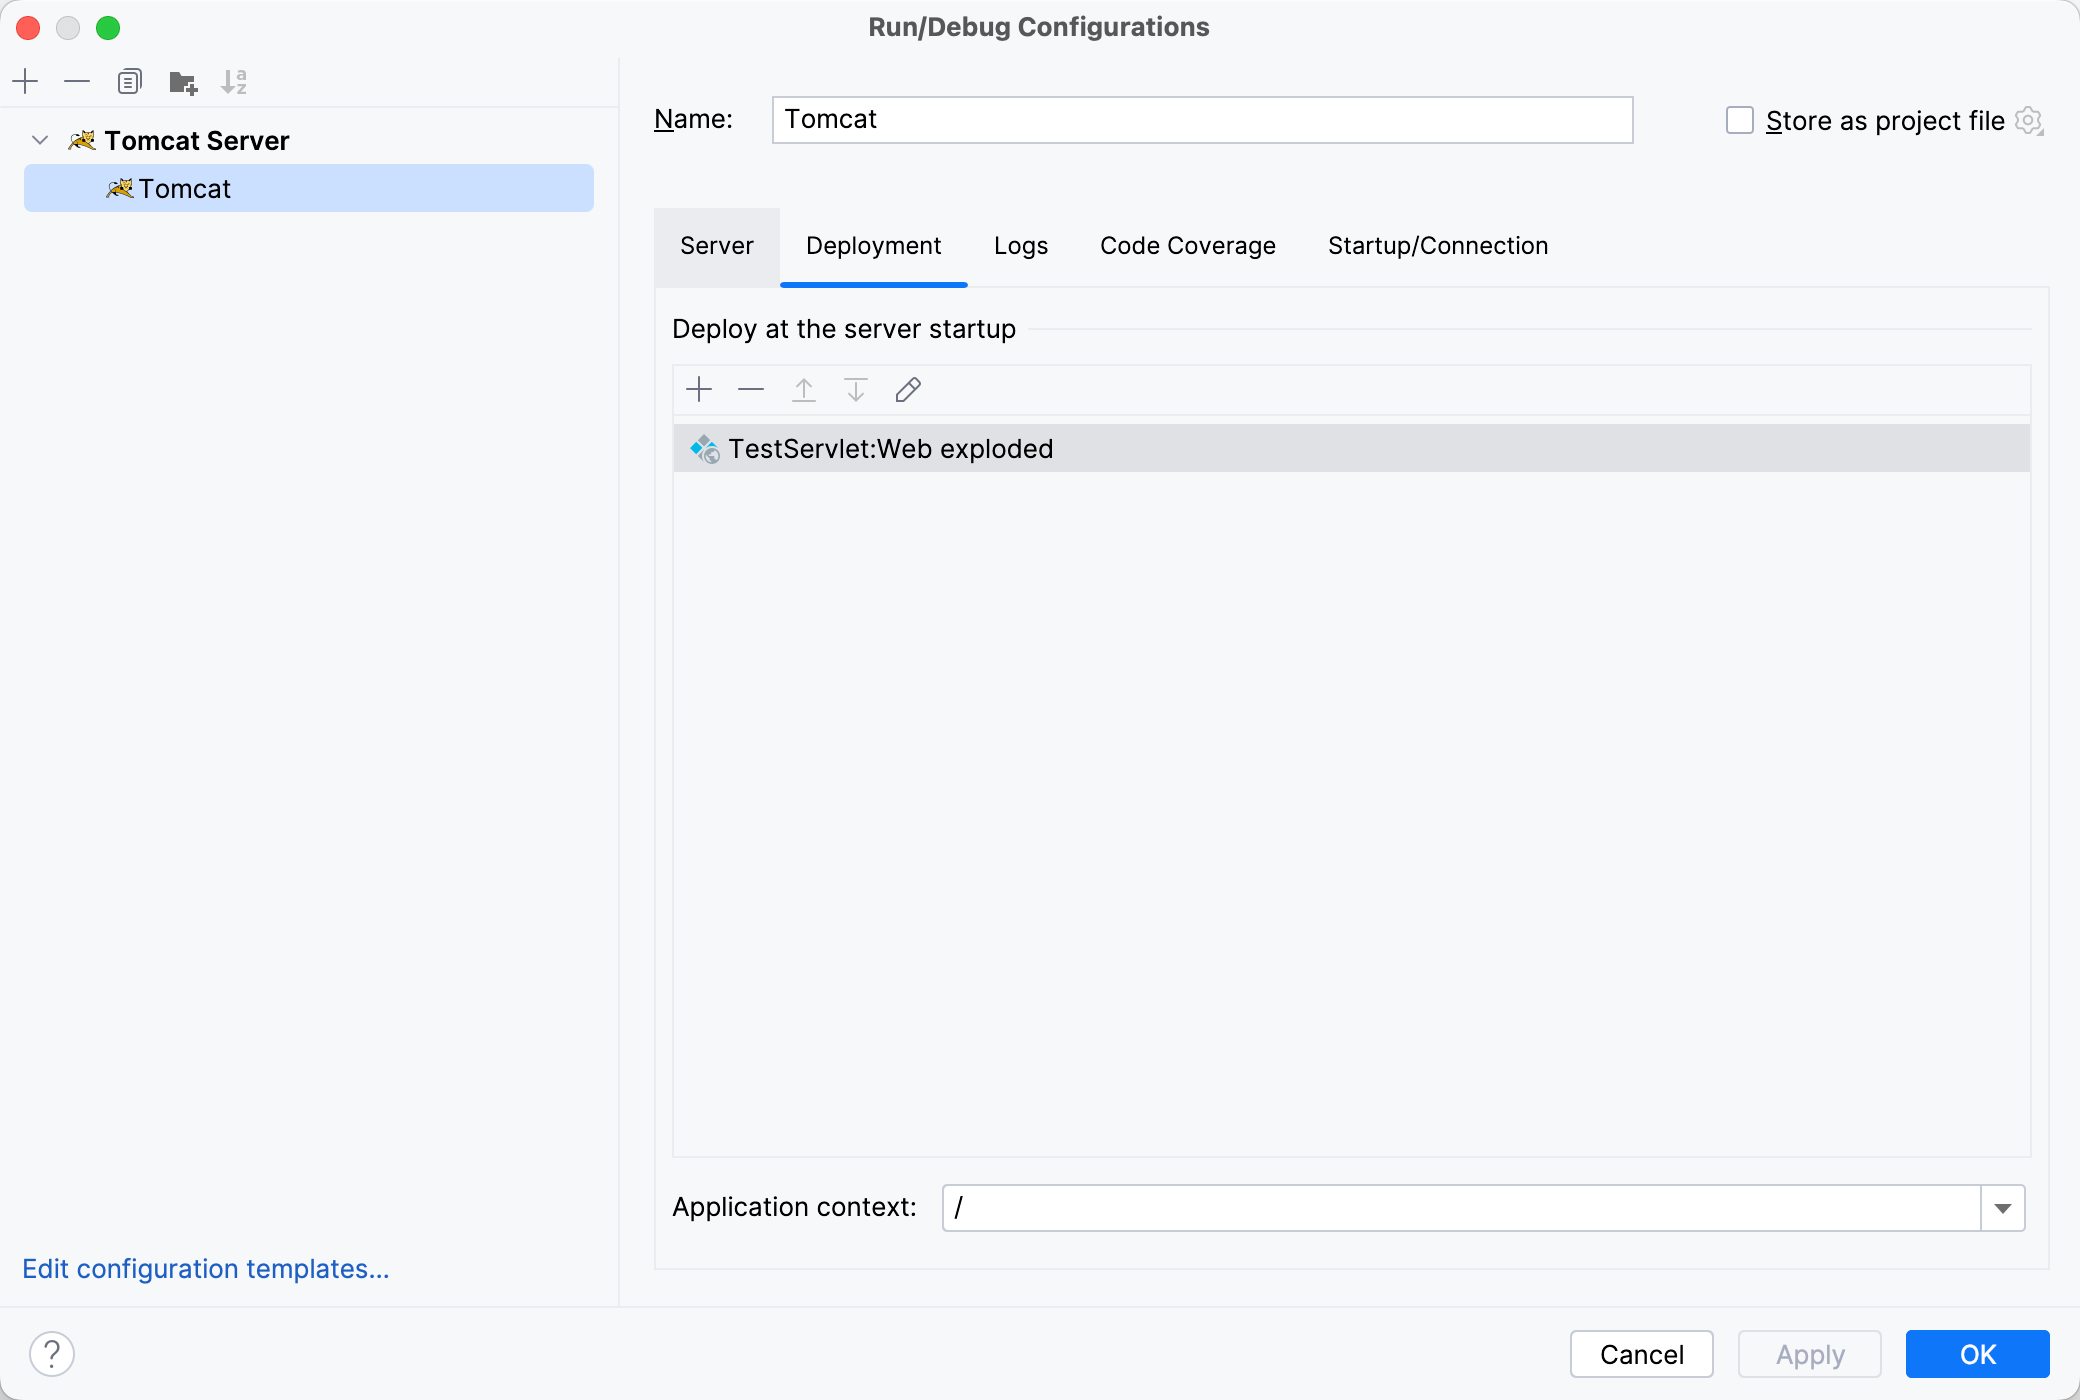 Run/Debug Configurations
Tomcat Server
Tomcat
Edit configuration templates...
Name:
Tomcat
Store as project file
Server
Deployment
Logs
Code Coverage
Startup/Connection
Deploy at the server startup
TestServlet:Web exploded
Application context:
/
?
Cancel
Apply
OK